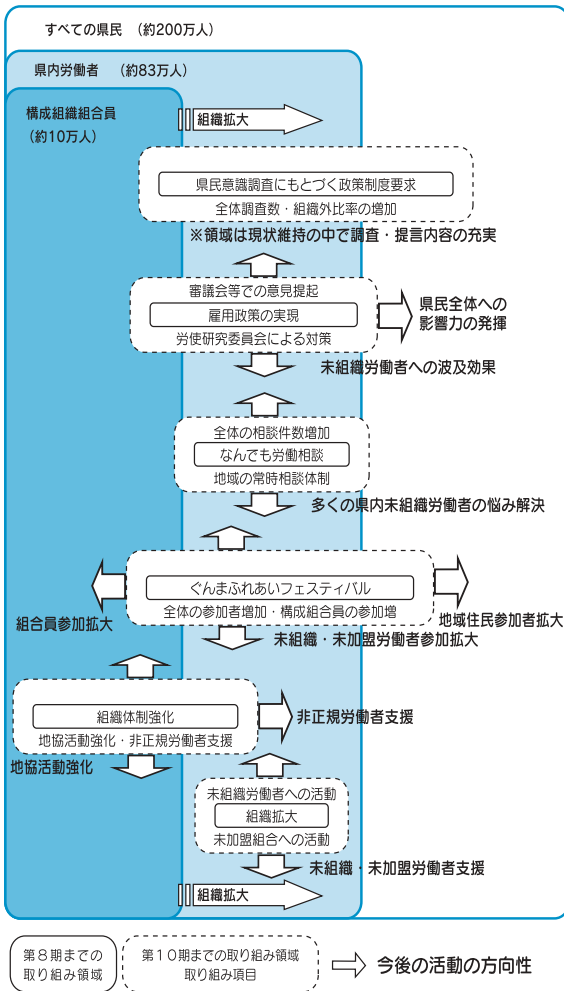 すべての県民 (約200万人)
県内労働者 (約83万人)
構成組織組合員
(約10万人)
組織拡大
県民意識調査にもとづく政策制度要求
全体調査数・組織外比率の増加
※領域は現状維持の中で調査・提言内容の充実
審議会等での意見提起
雇用政策の実現
労使研究委員会による対策
県民全体への
影響力の発揮
未組織労働者への波及効果
全体の相談件数増加
なんでも労働相談
地域の常時相談体制
多くの県内未組織労働者の悩み解決
ぐんまふれあいフェスティバル
全体の参加者増加・構成組合員の参加増
組合員参加拡大
地域住民参加者拡大
未組織・未加盟労働者参加拡大
組織体制強化
地協活動強化・非正規労働者支援
非正規労働者支援
地協活動強化
未組織労働者への活動
組織拡大
未加盟組合への活動
未組織・未加盟労働者支援
組織拡大
第8期までの
取り組み領域
第10期までの取り組み領域
取り組み項目
今後の活動の方向性